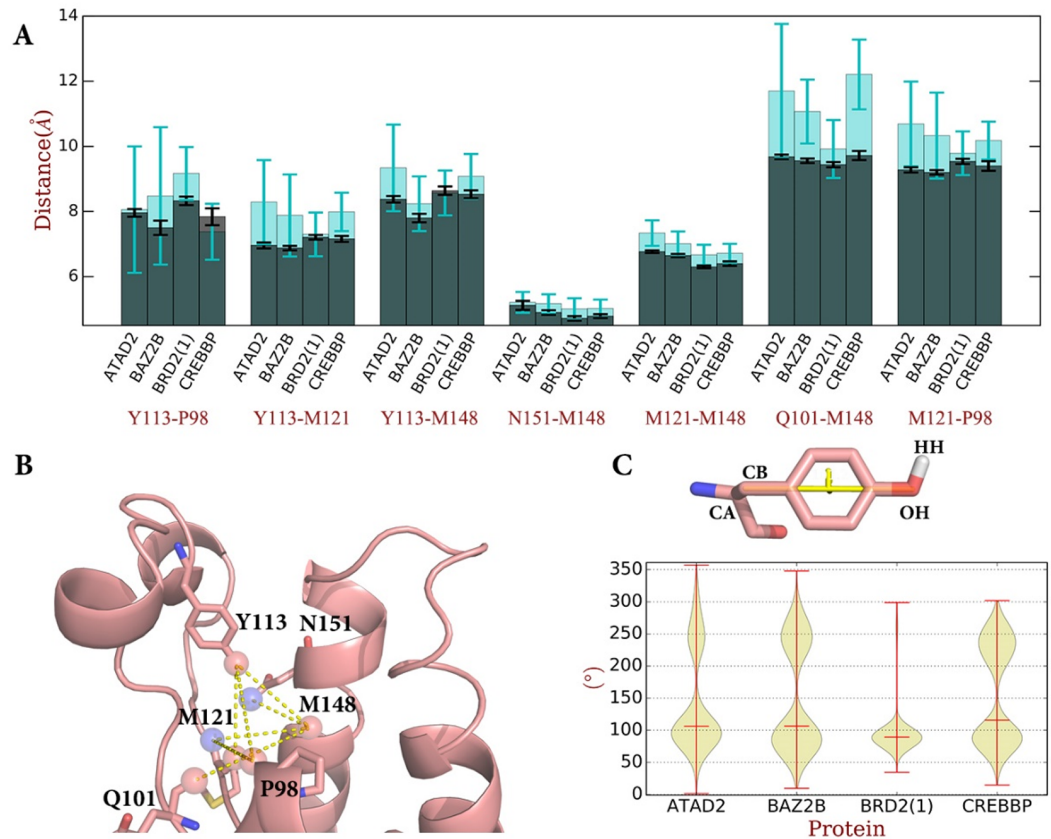 A
Distance(Å)
14
12
10
8
6
ATAD2 BAZ2B BRD2(1) CREBBP ATAD2 BAZ2B BRD2(1) CREBBP ATAD2 BAZ2B BRD2(1) CREBBP ATAD2 BAZ2B BRD2(1) CREBBP ATAD2 BAZ2B BRD2(1) CREBBP ATAD2 BAZ2B BRD2(1) CREBBP ATAD2 BAZ2B BRD2(1) CREBBP
Y113-P98 Y113-M121 Y113-M148 N151-M148 M121-M148 Q101-M148 M121-P98
B
Y113 N151
M121 M148
Q101 P98
C
HH
CB
CA OH
(°)
350
300
250
200
150
100
50
0
ATAD2 BAZ2B BRD2(1) CREBBP
Protein